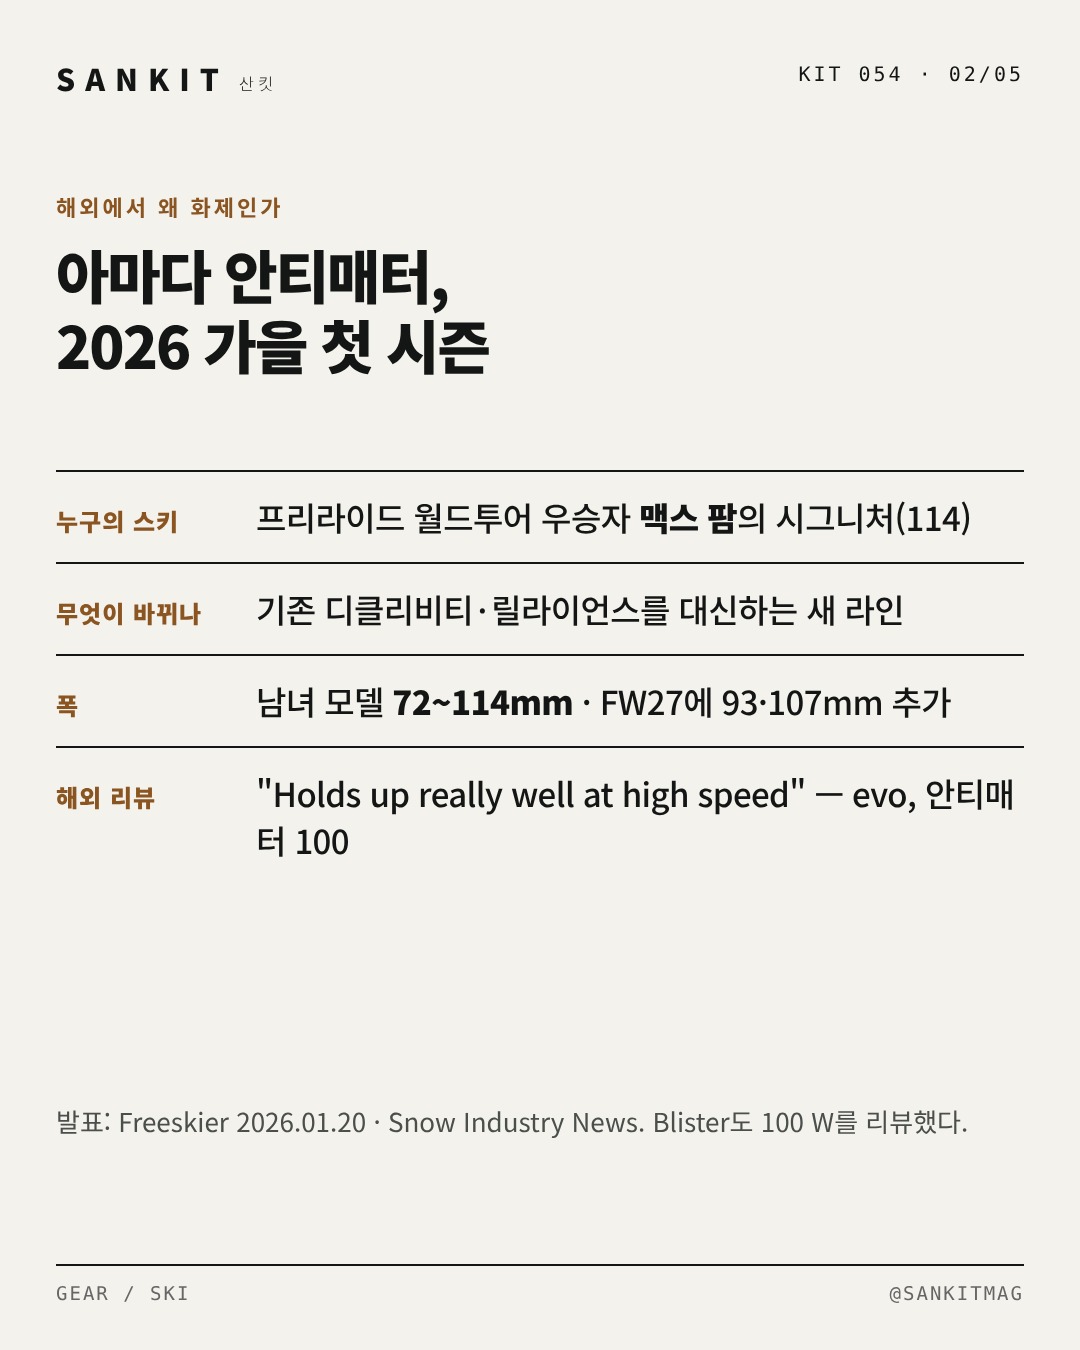 SANKIT 산킷
KIT 054 · 02/05
해외에서 왜 화제인가
아마다 안티매터,
2026 가을 첫 시즌
누구의 스키
프리라이드 월드투어 우승자 맥스 팜의 시그니처(114)
무엇이 바뀌나
기존 디클리비티·릴라이언스를 대신하는 새 라인
폭
남녀 모델 72~114mm · FW27에 93·107mm 추가
해외 리뷰
"Holds up really well at high speed" — evo, 안티매
터 100
발표: Freeskier 2026.01.20 · Snow Industry News. Blister도 100 W를 리뷰했다.
GEAR / SKI
@SANKITMAG